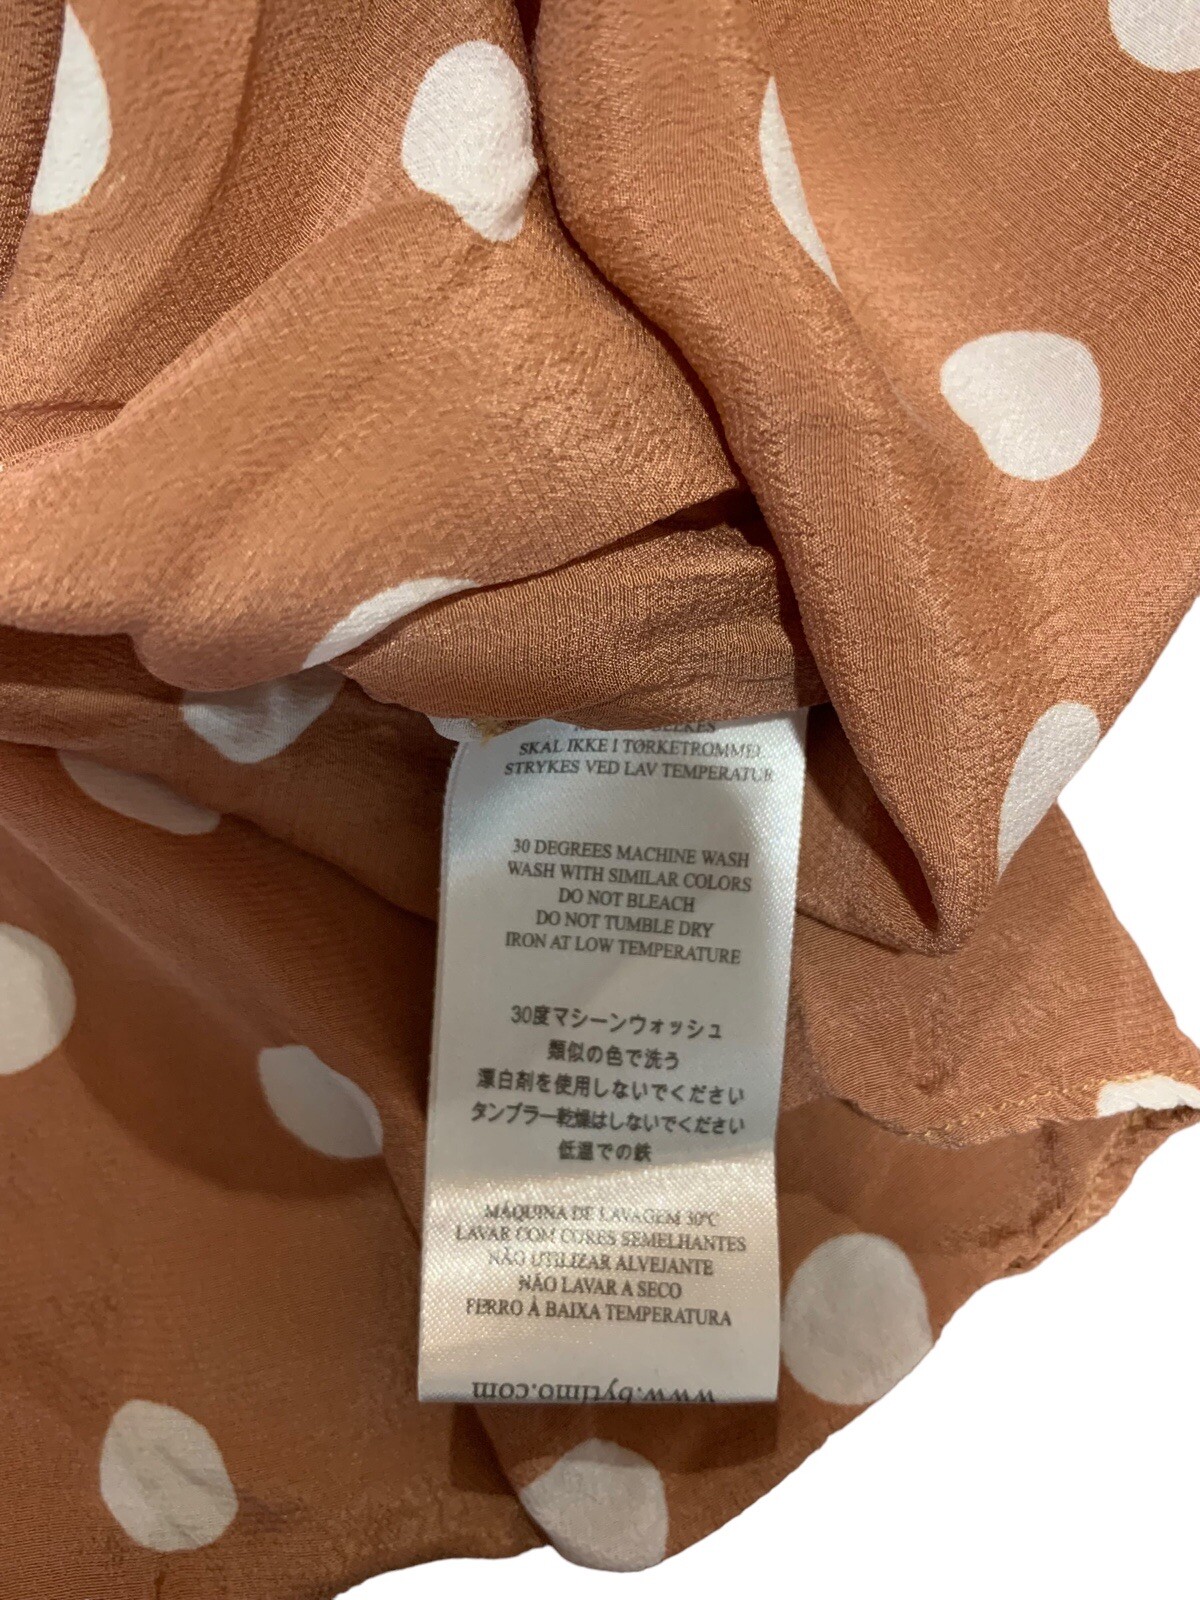 SKAL IKKE I TØRKETROMMEL
STRYKES VED LAV TEMPERATUR
30 DEGREES MACHINE WASH
WASH WITH SIMILAR COLORS
DO NOT BLEACH
DO NOT TUMBLE DRY
IRON AT LOW TEMPERATURE
30度マシーンウォッシュ
類似の色で洗う
漂白剤を使用しないでください
タンブラー乾燥はしないでください
低温での鉄
MÁQUINA DE LAVAGEM 30ºC
LAVAR COM CORES SEMELHANTES
NÃO UTILIZAR ALVEJANTE
NÃO LAVAR A SECO
FERRO À BAIXA TEMPERATURA
www.bytimo.com